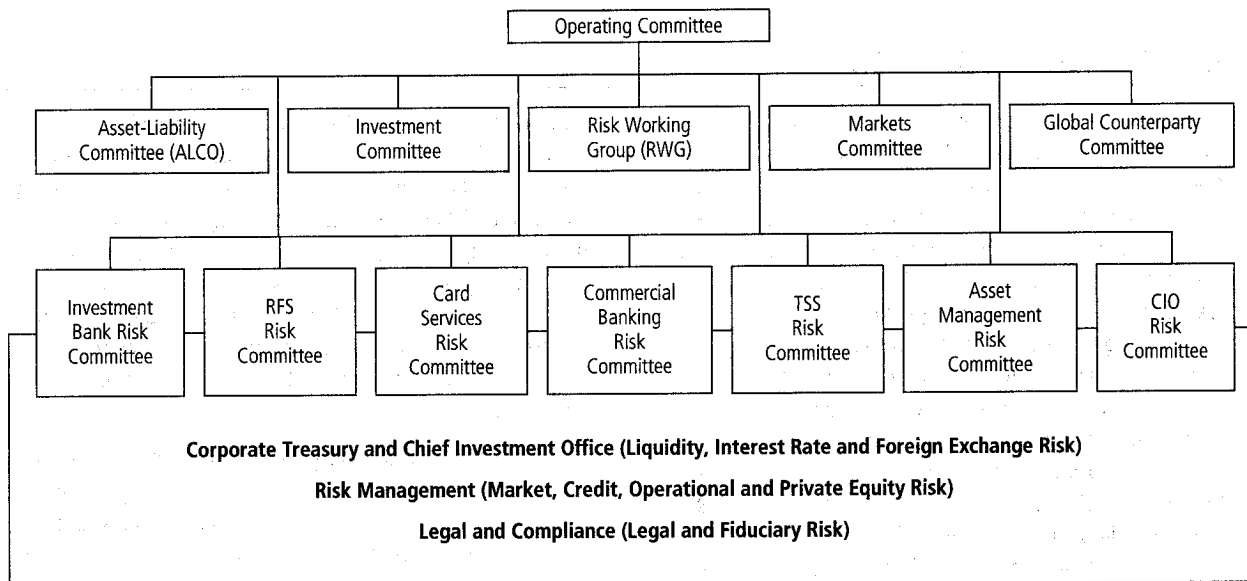 Operating Committee
Asset-Liability
Committee (ALCO)
Investment
Committee
Risk Working
Group (RWG)
Markets
Committee
Global Counterparty
Committee
Investment
Bank Risk
Committee
RFS
Risk
Committee
Card
Services
Risk
Committee
Commercial
Banking
Risk
Committee
TSS
Risk
Committee
Asset
Management
Risk
Committee
CIO
Risk
Committee
Corporate Treasury and Chief Investment Office (Liquidity, Interest Rate and Foreign Exchange Risk)
Risk Management (Market, Credit, Operational and Private Equity Risk)
Legal and Compliance (Legal and Fiduciary Risk)